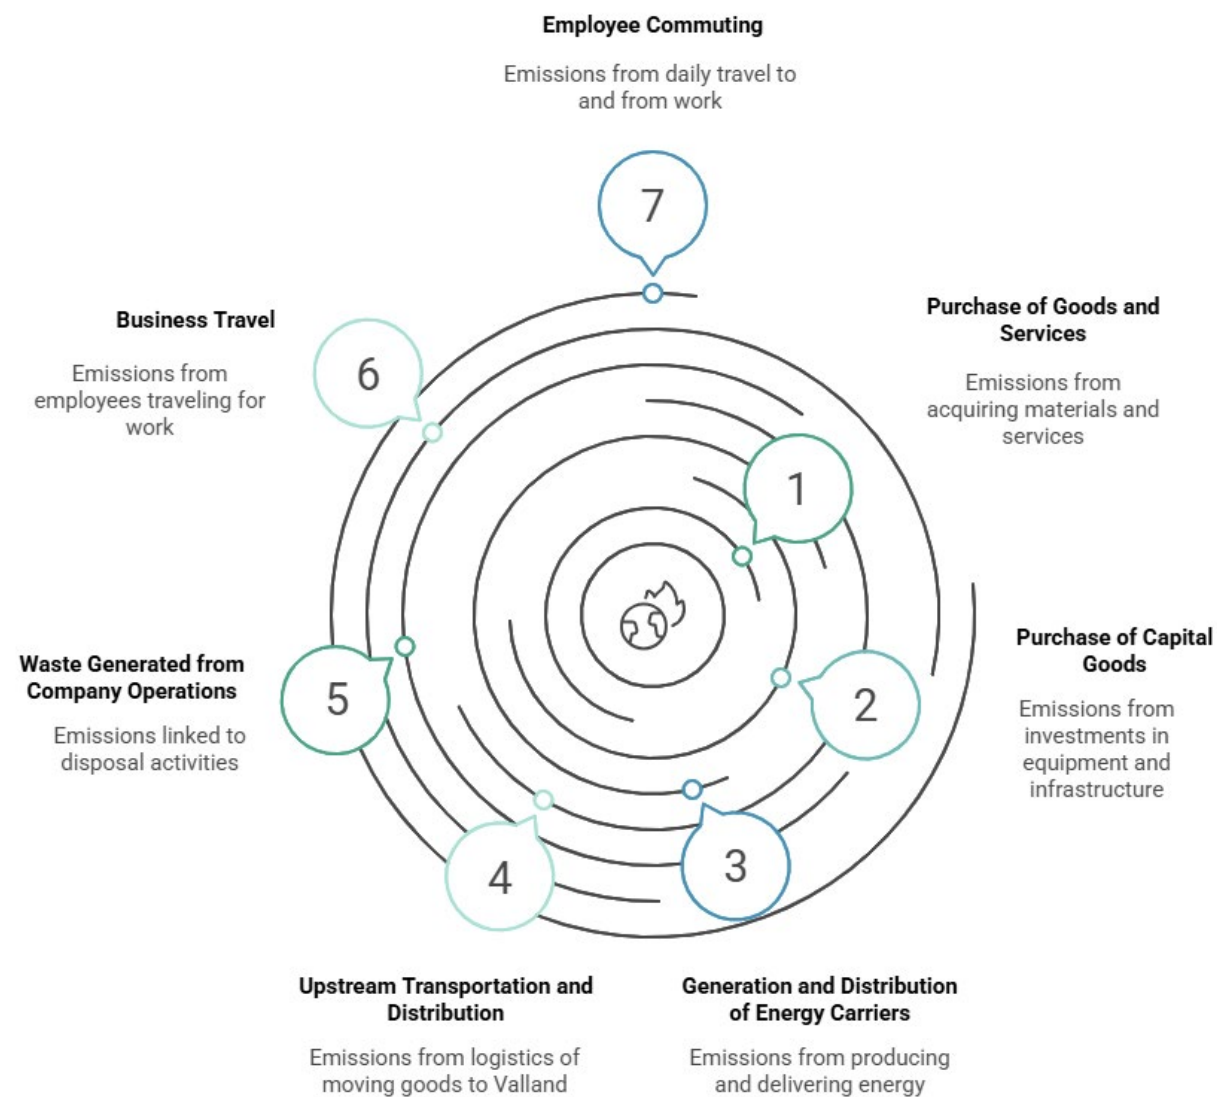 Employee Commuting
Emissions from daily travel to
and from work
7
Business Travel
Emissions from
employees traveling for
work
6
Purchase of Goods and
Services
Emissions from
acquiring materials and
services
1
Waste Generated from
Company Operations
Emissions linked to
disposal activities
5
Purchase of Capital
Goods
Emissions from
investments in
equipment and
infrastructure
2
4
3
Upstream Transportation and
Distribution
Emissions from logistics of
moving goods to Valland
Generation and Distribution
of Energy Carriers
Emissions from producing
and delivering energy